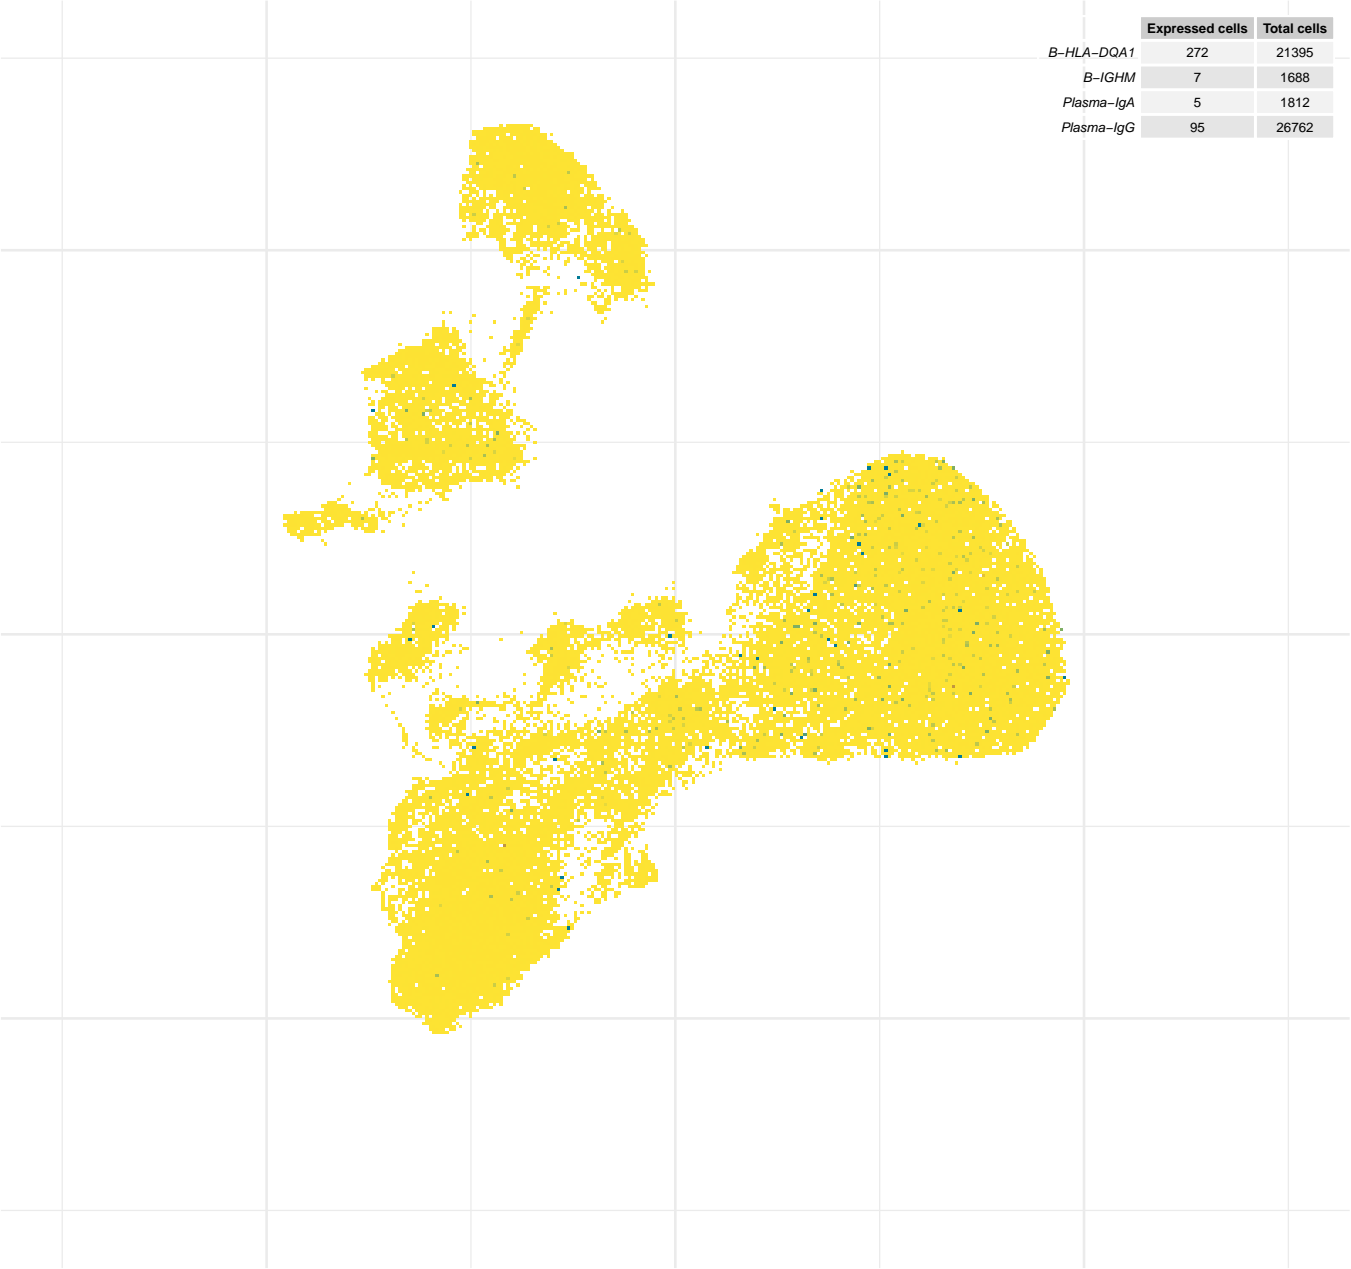 Expressed cells Total cells
B−HLA−DQA1 272 21395
B−IGHM 7 1688
Plasma−IgA 5 1812
Plasma−IgG 95 26762